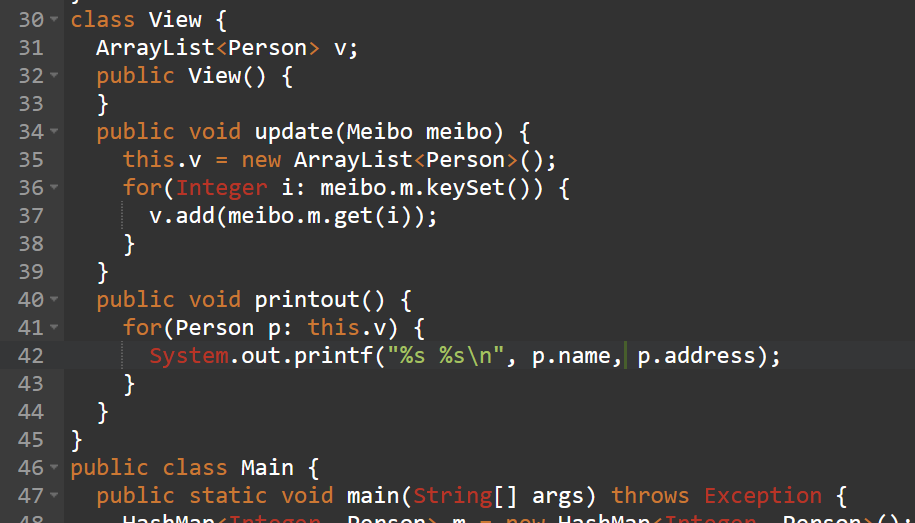 30 class View {
31 ArrayList<Person> v;
32 public View() {
33 }
34 public void update(Meibo meibo) {
35 this.v = new ArrayList<Person>();
36 for(Integer i: meibo.m.keySet()) {
37 v.add(meibo.m.get(i));
38 }
39 }
40 public void printout() {
41 for(Person p: this.v) {
42 System.out.printf("%s %s\n", p.name, p.address);
43 }
44 }
45 }
46 public class Main {
47 public static void main(String[] args) throws Exception {
48 HashMap<Integer, Person> m = new HashMap<Integer, Person>();